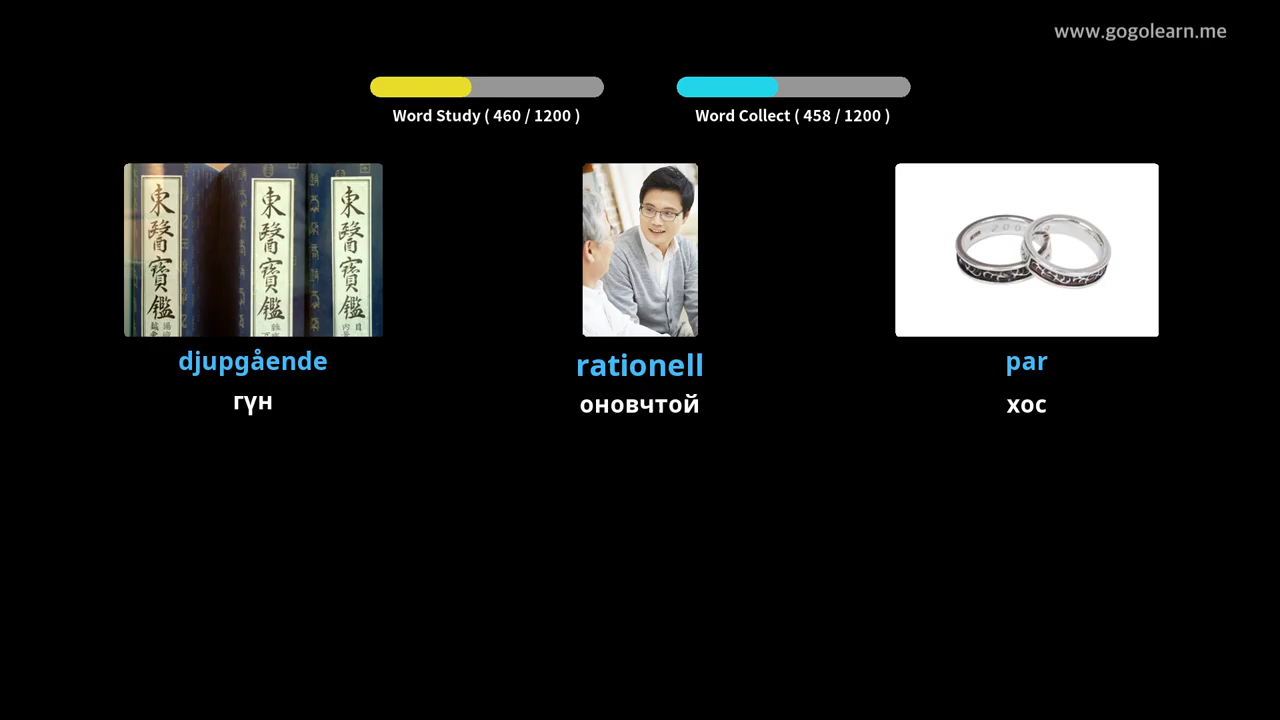 www.gogolearn.me
Word Study ( 460 / 1200 )
Word Collect ( 458 / 1200 )
東醫寶鑑
東醫寶鑑
東醫寶鑑
200
djupgående
rationell
par
гүн
оновчтой
хос